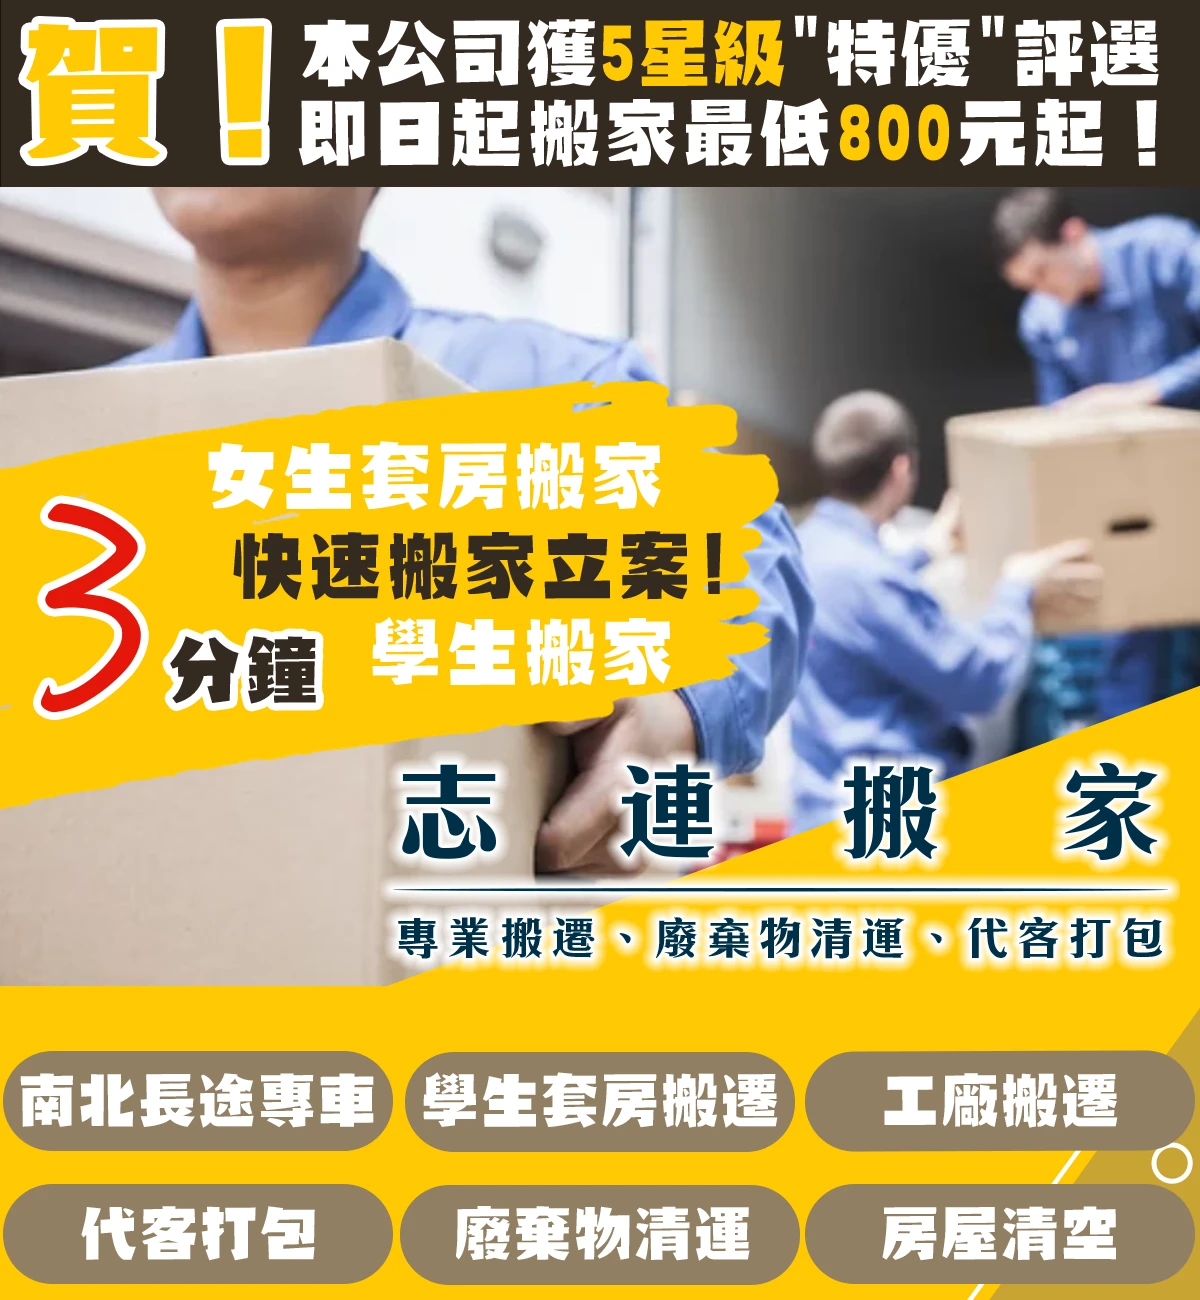 賀！
本公司獲5星級"特優"評選
即日起搬家最低800元起！
女生套房搬家
快速搬家立案！
3分鐘
學生搬家
志連搬家
專業搬遷、廢棄物清運、代客打包
南北長途專車
學生套房搬遷
工廠搬遷
代客打包
廢棄物清運
房屋清空